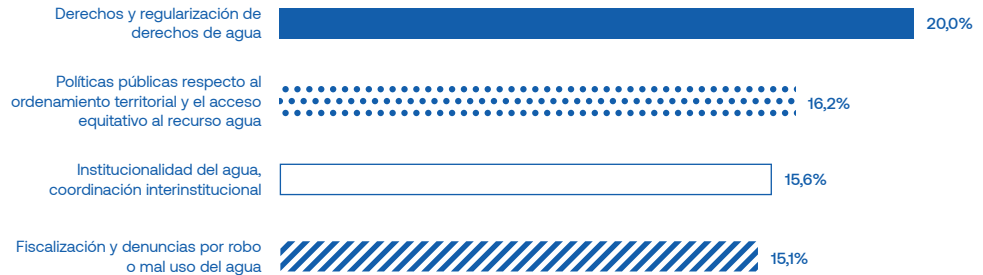 Derechos y regularización de
derechos de agua
20,0%
Políticas públicas respecto al
ordenamiento territorial y el acceso
equitativo al recurso agua
16,2%
Institucionalidad del agua,
coordinación interinstitucional
15,6%
Fiscalización y denuncias por robo
o mal uso del agua
15,1%